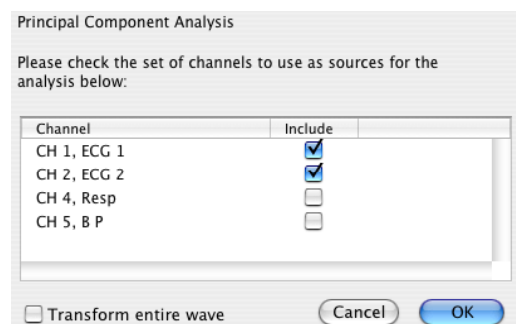 Principal Component Analysis
Please check the set of channels to use as sources for the
analysis below:
Channel Include
CH 1, ECG 1
CH 2, ECG 2
CH 4, Resp
CH 5, B P
Transform entire wave Cancel OK